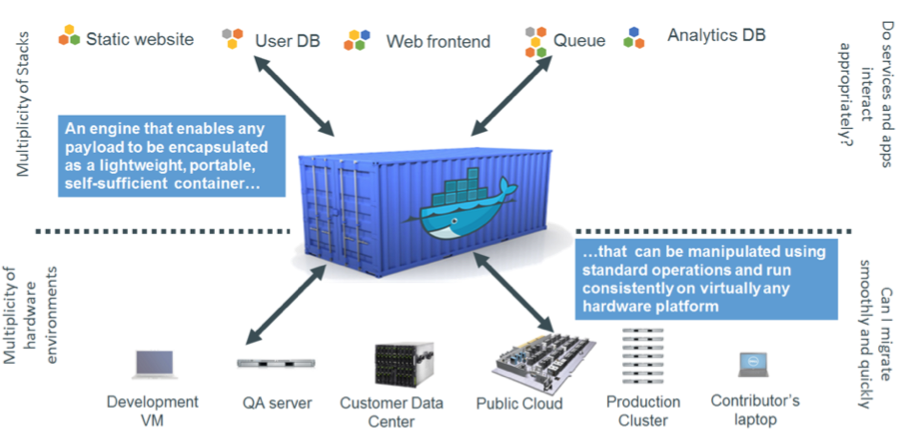 Static website
User DB
Web frontend
Queue
Analytics DB
Multiplicity of Stacks
Do services and apps
interact
appropriately?
An engine that enables any
payload to be encapsulated
as a lightweight, portable,
self-sufficient container…
…that can be manipulated using
standard operations and run
consistently on virtually any
hardware platform
Multiplicity of
hardware
environments
Can I migrate
smoothly and quickly
Development
VM
QA server
Customer Data
Center
Public Cloud
Production
Cluster
Contributor’s
laptop